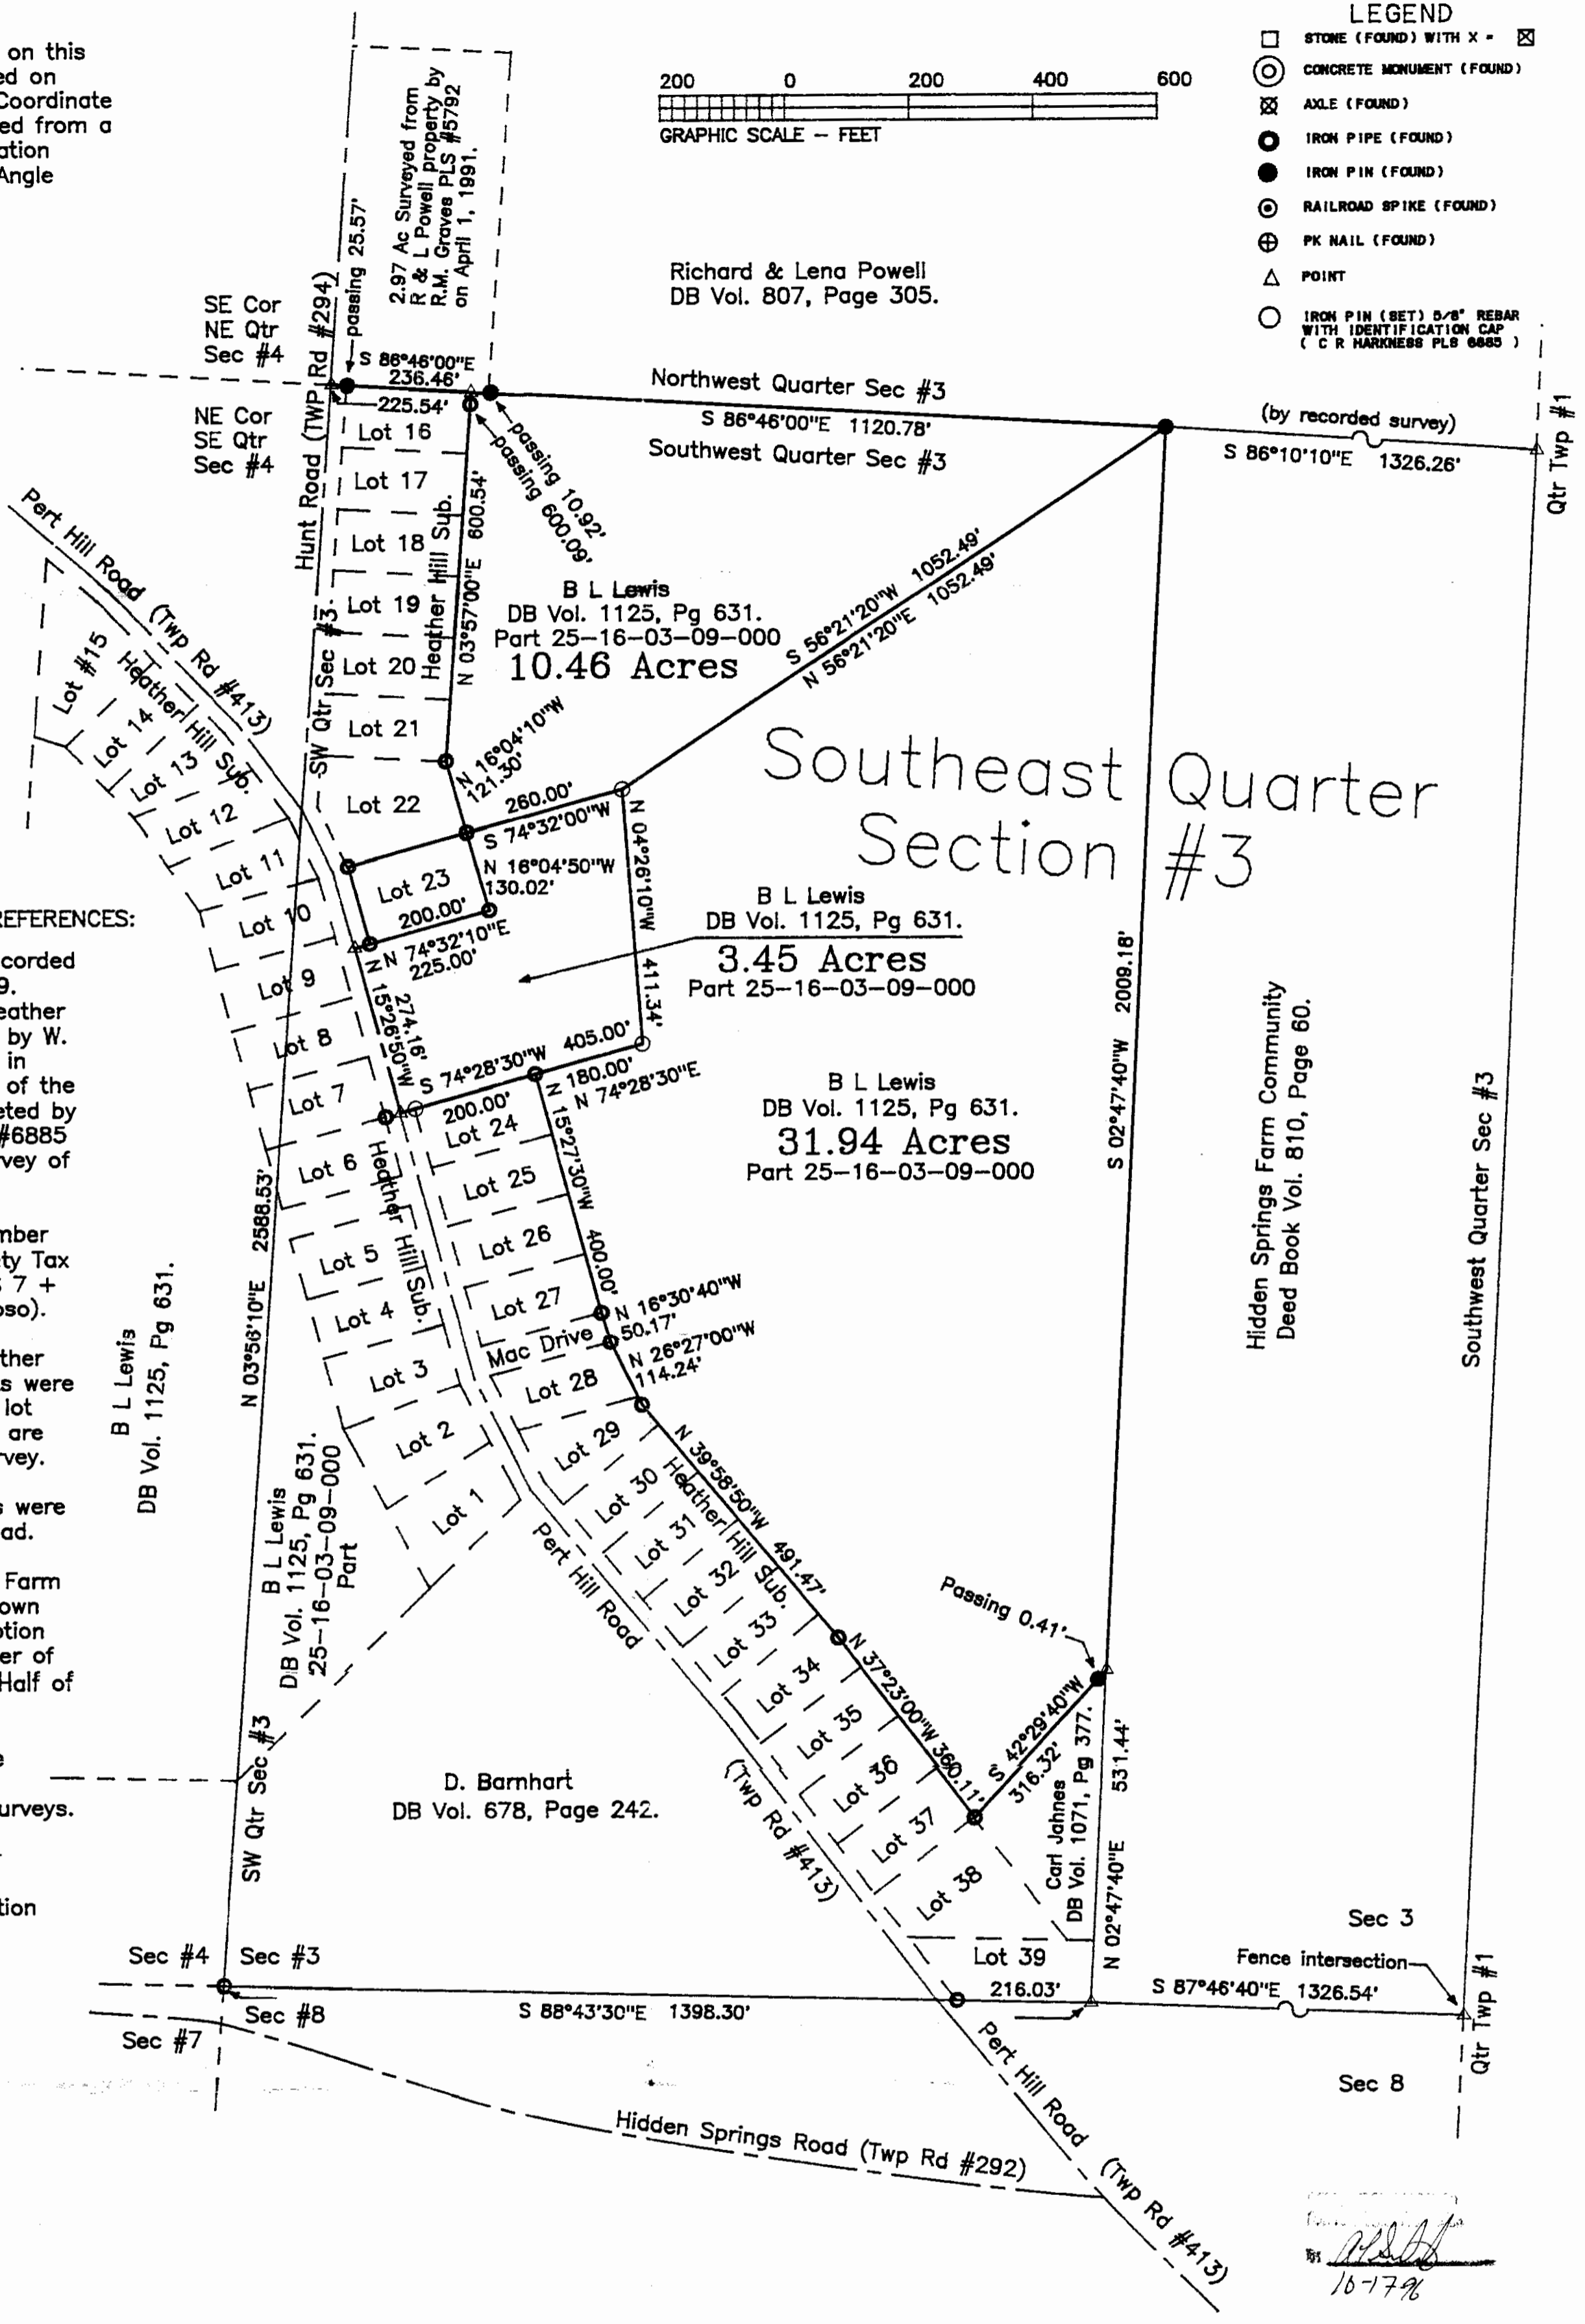 on this
ed on
Coordinate
ed from a
ation
Angle
LEGEND
STONE (FOUND) WITH X =
CONCRETE MONUMENT (FOUND)
AXLE (FOUND)
IRON PIPE (FOUND)
IRON PIN (FOUND)
RAILROAD SPIKE (FOUND)
PK NAIL (FOUND)
POINT
IRON PIN (SET) 5/8" REBAR
WITH IDENTIFICATION CAP
( C R HARKNESS PLS 6885 )
200 0 200 400 600
GRAPHIC SCALE - FEET
2.97 Ac Surveyed from
R & L Powell property by
R.M. Graves PLS #5792
on April 1, 1991.
passing 25.57'
Richard & Lena Powell
DB Vol. 807, Page 305.
SE Cor
NE Qtr
Sec #4
NE Cor
SE Qtr
Sec #4
Hunt Road (TWP Rd #294)
S 86°46'00"E
236.46'
225.54'
Northwest Quarter Sec #3
S 86°46'00"E 1120.78'
Southwest Quarter Sec #3
(by recorded survey)
S 86°10'10"E 1326.26'
Qtr Twp #1
passing 10.92'
passing 600.09'
Lot 16
Lot 17
Lot 18
Lot 19
Lot 20
Lot 21
Lot 22
Heather Hill Sub.
N 03°57'00"E 600.54'
SW Qtr Sec #3
Pert Hill Road (Twp Rd #413)
Lot #15
Heather Hill Sub.
Lot 14
Lot 13
Lot 12
Lot 11
Lot 10
Lot 9
Lot 8
Lot 7
Lot 6
Lot 5
Lot 4
Lot 3
Lot 2
Lot 1
B L Lewis
DB Vol. 1125, Pg 631.
Part 25-16-03-09-000
10.46 Acres
S 56°21'20"W 1052.49'
N 56°21'20"E 1052.49'
N 16°04'10"W
121.30'
260.00'
S 74°32'00"W
N 16°04'50"W
130.02'
Lot 23
200.00'
N 74°32'10"E
225.00'
N 04°26'10"W 411.34'
Southeast Quarter
Section #3
B L Lewis
DB Vol. 1125, Pg 631.
3.45 Acres
Part 25-16-03-09-000
N 15°26'50"W
274.16'
S 74°28'30"W 405.00'
200.00'
180.00'
N 74°28'30"E
B L Lewis
DB Vol. 1125, Pg 631.
31.94 Acres
Part 25-16-03-09-000
S 02°47'40"W 2009.18'
Hidden Springs Farm Community
Deed Book Vol. 810, Page 60.
Southwest Quarter Sec #3
REFERENCES:
corded
9.
eather
by W.
in
of the
eted by
#6885
vey of
mber
ty Tax
s 7 +
oso).
ther
s were
lot
are
rvey.
s were
ad.
Farm
own
ption
er of
Half of
e
urveys.
tion
B L Lewis
DB Vol. 1125, Pg 631.
N 03°56'10"E 2588.53'
Heather Hill Sub.
Lot 24
Lot 25
Lot 26
Lot 27
Mac Drive
Lot 28
Lot 29
Lot 30
Lot 31
Lot 32
Lot 33
Lot 34
Lot 35
Lot 36
Lot 37
Lot 38
Lot 39
N 15°27'30"W 400.00'
N 16°30'40"W
50.17'
N 26°27'00"W
114.24'
N 39°58'50"W 491.47'
Heather Hill Sub.
N 37°23'00"W 360.11'
Passing 0.41'
S 42°29'40"W
316.32'
Carl Jahnes
DB Vol. 1071, Pg 377.
N 02°47'40"E 531.44'
B L Lewis
DB Vol. 1125, Pg 631.
25-16-03-09-000
Part
Pert Hill Road
(Twp Rd #413)
D. Barnhart
DB Vol. 678, Page 242.
SW Qtr Sec #3
Sec #4 Sec #3
Sec #8
Sec #7
S 88°43'30"E 1398.30'
216.03'
Sec 3
Fence intersection
S 87°46'40"E 1326.54'
Qtr Twp #1
Sec 8
Hidden Springs Road (Twp Rd #292)
Pert Hill Road (Twp Rd #413)
10-17-96